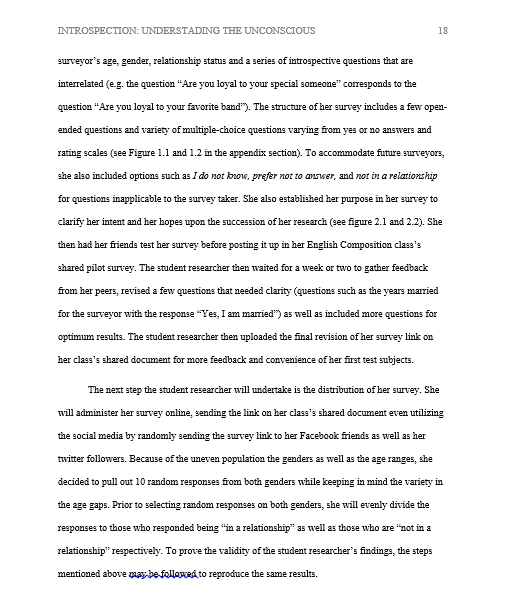 INTROSPECTION: UNDERSTADING THE UNCONSCIOUS 18
surveyor’s age, gender, relationship status and a series of introspective questions that are
interrelated (e.g. the question “Are you loyal to your special someone” corresponds to the
question “Are you loyal to your favorite band”). The structure of her survey includes a few open-
ended questions and variety of multiple-choice questions varying from yes or no answers and
rating scales (see Figure 1.1 and 1.2 in the appendix section). To accommodate future surveyors,
she also included options such as I do not know, prefer not to answer, and not in a relationship
for questions inapplicable to the survey taker. She also established her purpose in her survey to
clarify her intent and her hopes upon the succession of her research (see figure 2.1 and 2.2). She
then had her friends test her survey before posting it up in her English Composition class’s
shared pilot survey. The student researcher then waited for a week or two to gather feedback
from her peers, revised a few questions that needed clarity (questions such as the years married
for the surveyor with the response “Yes, I am married”) as well as included more questions for
optimum results. The student researcher then uploaded the final revision of her survey link on
her class’s shared document for more feedback and convenience of her first test subjects.
The next step the student researcher will undertake is the distribution of her survey. She
will administer her survey online, sending the link on her class’s shared document even utilizing
the social media by randomly sending the survey link to her Facebook friends as well as her
twitter followers. Because of the uneven population the genders as well as the age ranges, she
decided to pull out 10 random responses from both genders while keeping in mind the variety in
the age gaps. Prior to selecting random responses on both genders, she will evenly divide the
responses to those who responded being “in a relationship” as well as those who are “not in a
relationship” respectively. To prove the validity of the student researcher’s findings, the steps
mentioned above may be followed to reproduce the same results.